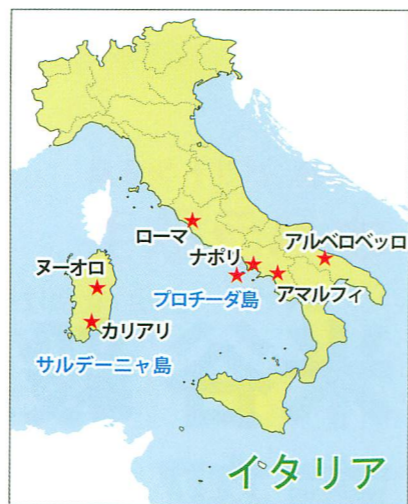 ローマ
アルベロベッロ
ナポリ
ヌーオロ
プロチーダ島
アマルフィ
カリアリ
サルデーニャ島
イタリア